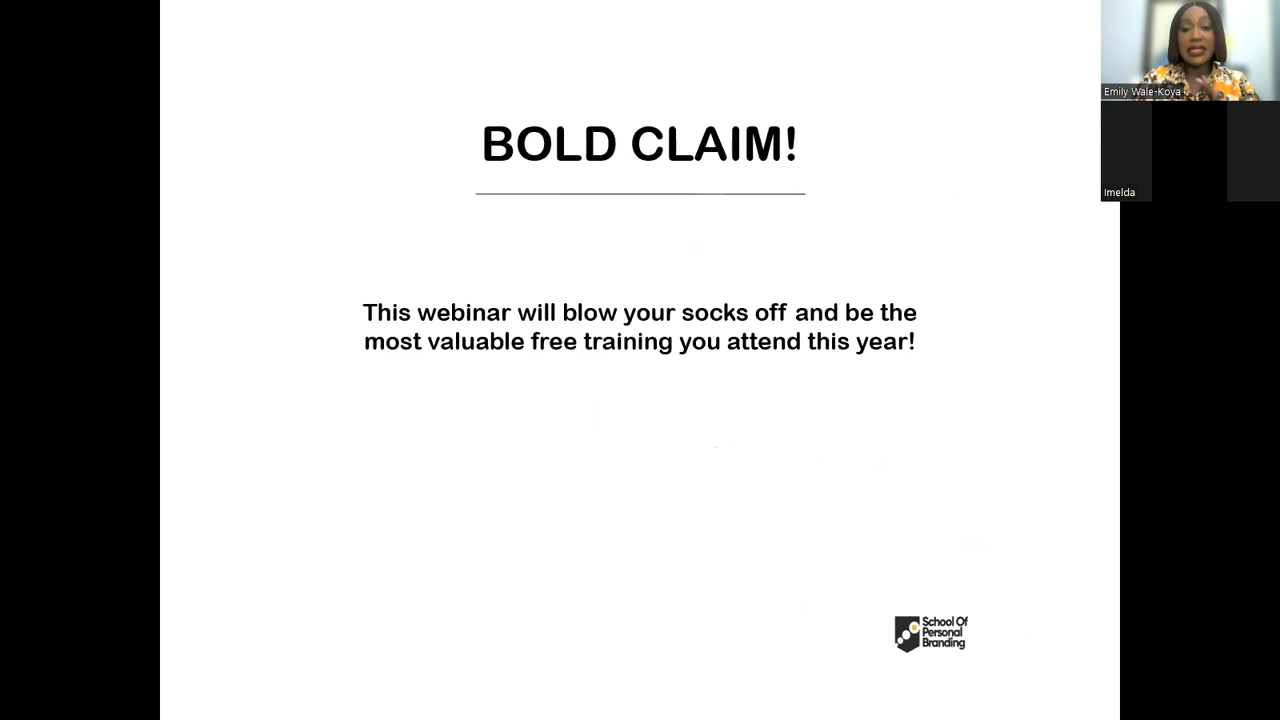 BOLD CLAIM!
This webinar will blow your socks off and be the
most valuable free training you attend this year!
School Of
Personal
Branding
Emily Wale-Koya
Imelda